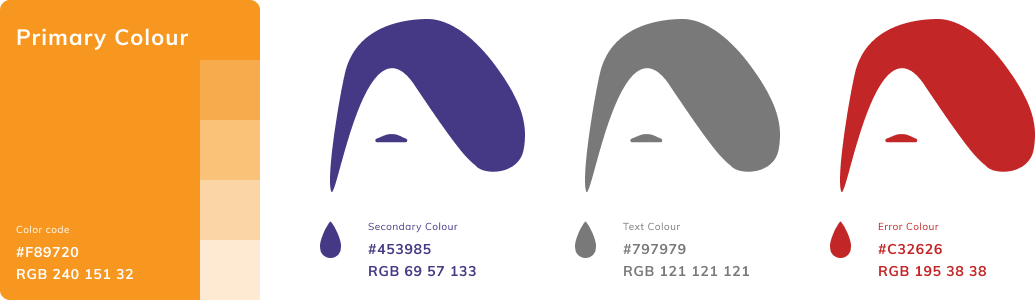 Primary Colour
Color code
#F89720
RGB 240 151 32
Secondary Colour
#453985
RGB 69 57 133
Text Colour
#797979
RGB 121 121 121
Error Colour
#C32626
RGB 195 38 38